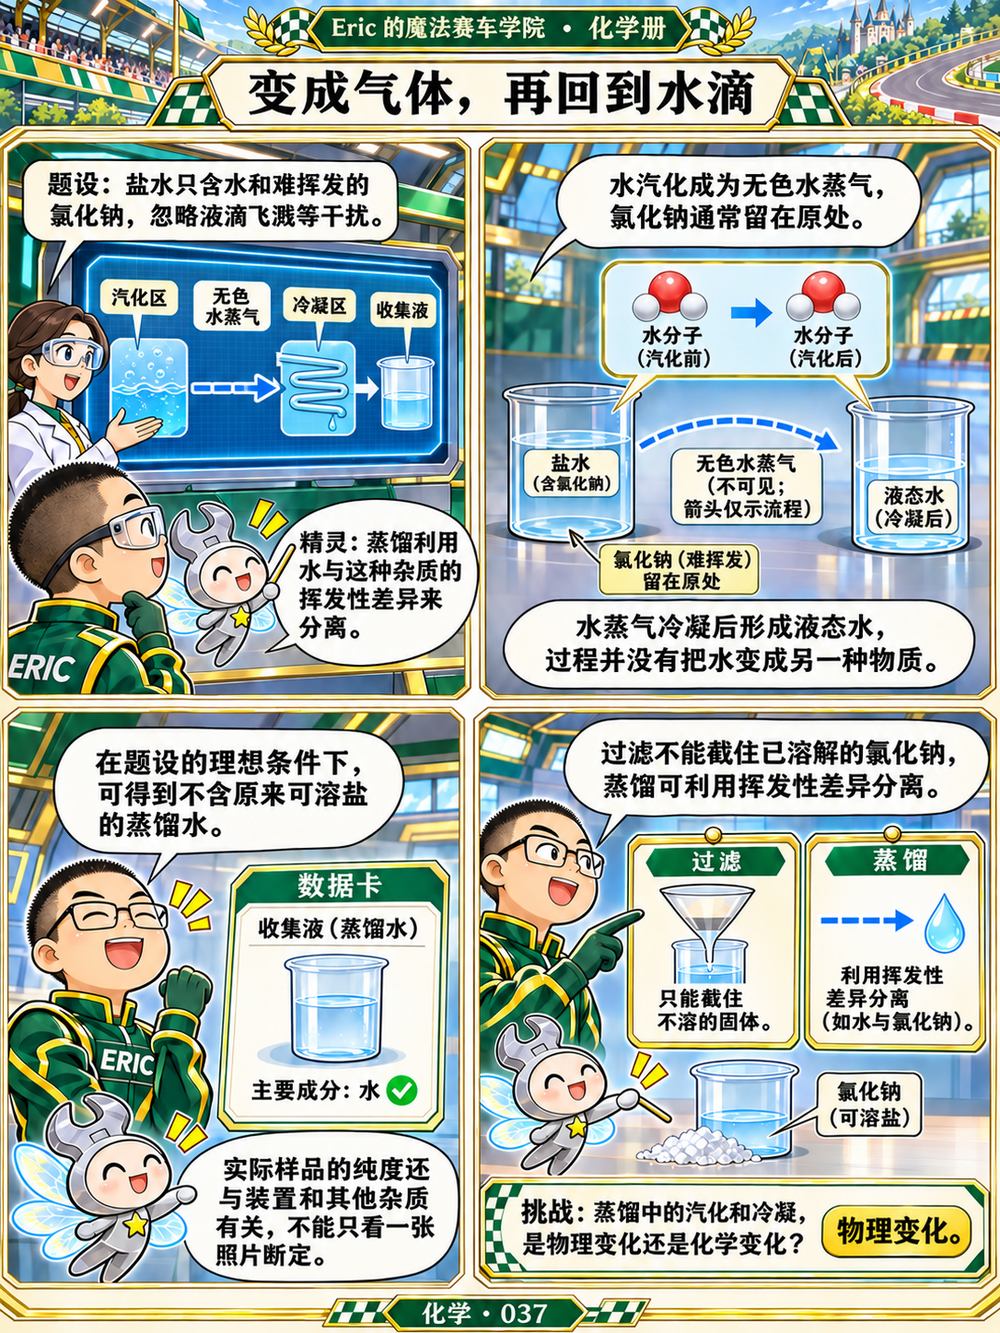 Eric 的魔法赛车学院 · 化学册
变成气体，再回到水滴
题设：盐水只含水和难挥发的
氯化钠，忽略液滴飞溅等干扰。
汽化区
无色
水蒸气
冷凝区
收集液
精灵：蒸馏利用
水与这种杂质的
挥发性差异来
分离。
ERIC
水汽化成为无色水蒸气，
氯化钠通常留在原处。
水分子
（汽化前）
水分子
（汽化后）
盐水
（含氯化钠）
无色水蒸气
（不可见；
箭头仅示流程）
液态水
（冷凝后）
氯化钠（难挥发）
留在原处
水蒸气冷凝后形成液态水，
过程并没有把水变成另一种物质。
在题设的理想条件下，
可得到不含原来可溶盐
的蒸馏水。
数据卡
收集液（蒸馏水）
主要成分：水
ERIC
实际样品的纯度还
与装置和其他杂质
有关，不能只看一张
照片断定。
过滤不能截住已溶解的氯化钠，
蒸馏可利用挥发性差异分离。
过滤
只能截住
不溶的固体。
蒸馏
利用挥发性
差异分离
（如水与氯化钠）。
氯化钠
（可溶盐）
挑战：蒸馏中的汽化和冷凝，
是物理变化还是化学变化？
物理变化。
化学 · 037